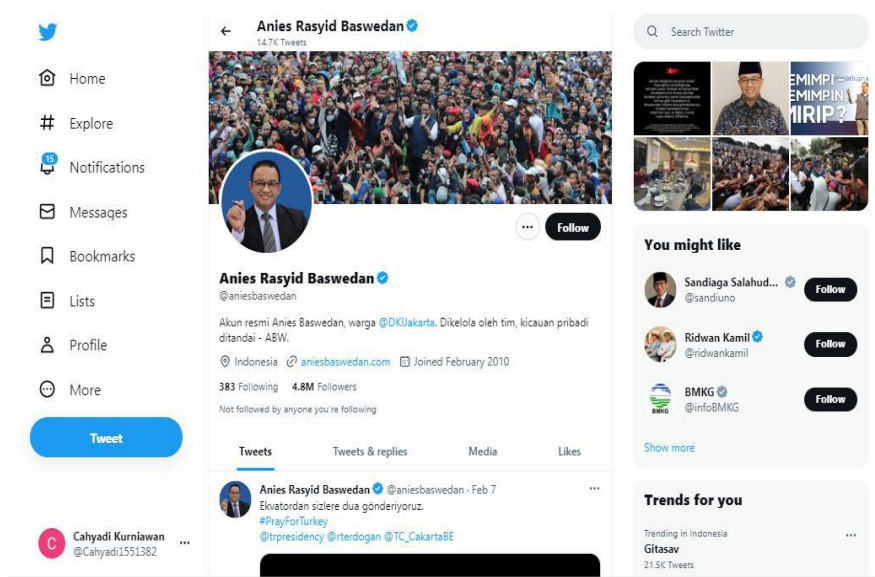 Home
Explore
15
Notifications
Messages
Bookmarks
Lists
Profile
More
Tweet
C
Cahyadi Kurniawan
@Cahyadi1551382
Anies Rasyid Baswedan
14.7K Tweets
Follow
Anies Rasyid Baswedan
@aniesbaswedan
Akun resmi Anies Baswedan, warga @DKIJakarta. Dikelola oleh tim, kicauan pribadi
ditandai - ABW.
Indonesia aniesbaswedan.com Joined February 2010
383 Following 4.8M Followers
Not followed by anyone you're following
Tweets Tweets & replies Media Likes
Anies Rasyid Baswedan @aniesbaswedan · Feb 7
Ekvatordan sizlere dua gönderiyoruz.
#PrayForTurkey
@trpresidency @rterdogan @TC_CakartaBE
Search Twitter
EMIMPI
EMIMPIN
MIRIP?
You might like
Sandiaga Salahud...
@sandiuno
Follow
Ridwan Kamil
@ridwankamil
Follow
BMKG
BMKG
@infoBMKG
Follow
Show more
Trends for you
Trending in Indonesia
Gitasav
21.5K Tweets